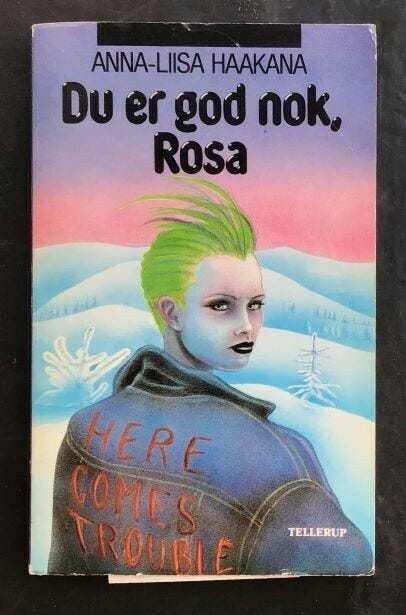 ANNA-LIISA HAAKANA
Du er god nok,
Rosa
HERE
COMES
TROUBLE
TELLERUP